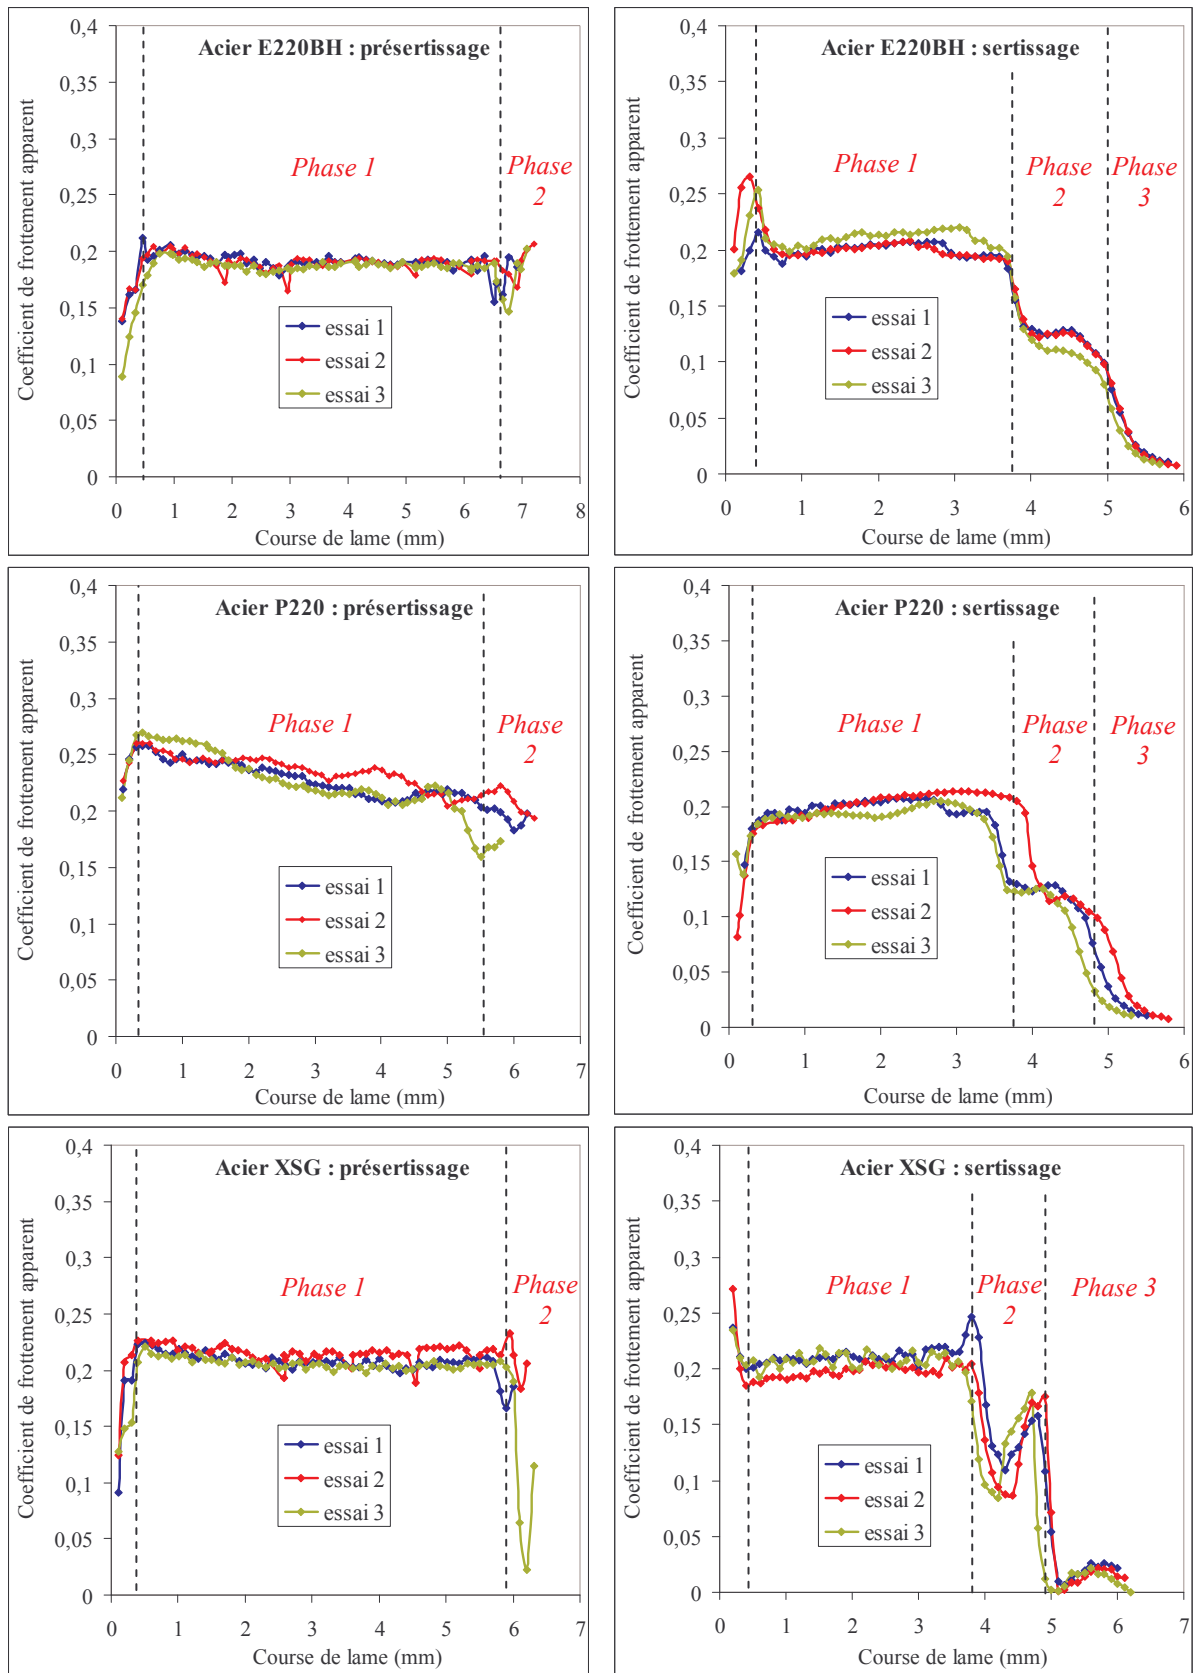 Acier E220BH : présertissage
Coefficient de frottement apparent
0,4
0,35
0,3
0,25
0,2
0,15
0,1
0,05
0
Phase 1
Phase
2
essai 1
essai 2
essai 3
0 1 2 3 4 5 6 7 8
Course de lame (mm)
Acier E220BH : sertissage
Coefficient de frottement apparent
0,4
0,35
0,3
0,25
0,2
0,15
0,1
0,05
0
Phase 1
Phase
2
Phase
3
essai 1
essai 2
essai 3
0 1 2 3 4 5 6
Course de lame (mm)
Acier P220 : présertissage
Coefficient de frottement apparent
0,4
0,35
0,3
0,25
0,2
0,15
0,1
0,05
0
Phase 1
Phase
2
essai 1
essai 2
essai 3
0 1 2 3 4 5 6 7
Course de lame (mm)
Acier P220 : sertissage
Coefficient de frottement apparent
0,4
0,35
0,3
0,25
0,2
0,15
0,1
0,05
0
Phase 1
Phase
2
Phase
3
essai 1
essai 2
essai 3
0 1 2 3 4 5 6
Course de lame (mm)
Acier XSG : présertissage
Coefficient de frottement apparent
0,4
0,35
0,3
0,25
0,2
0,15
0,1
0,05
0
Phase 1
Phase
2
essai 1
essai 2
essai 3
0 1 2 3 4 5 6 7
Course de lame (mm)
Acier XSG : sertissage
Coefficient de frottement apparent
0,4
0,35
0,3
0,25
0,2
0,15
0,1
0,05
0
Phase 1
Phase
2
Phase 3
essai 1
essai 2
essai 3
0 1 2 3 4 5 6 7
Course de lame (mm)